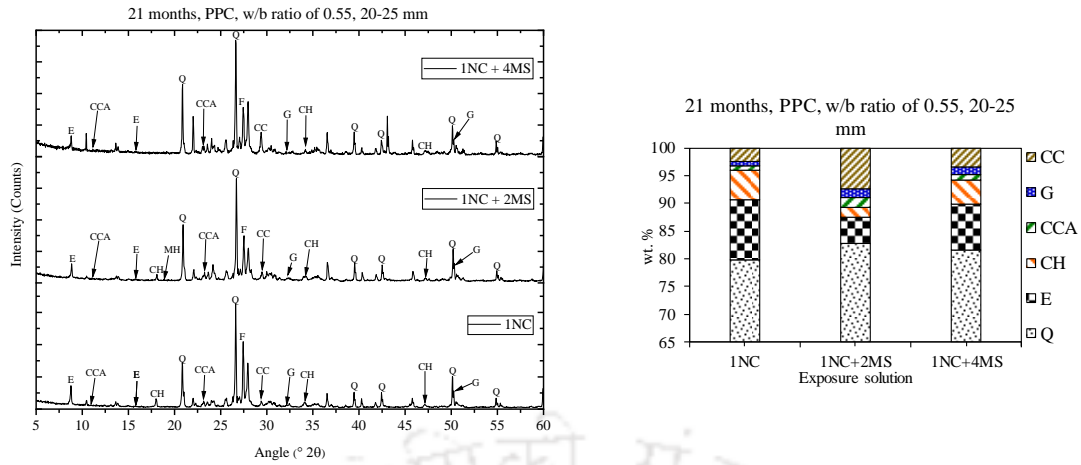 21 months, PPC, w/b ratio of 0.55, 20-25 mm
Intensity (Counts)
1NC + 4MS
E CCA E Q CCA Q F CC G CH Q Q CH Q G Q
1NC + 2MS
E CCA E CH MH Q CCA Q F CC G CH Q Q CH Q G Q
1NC
E CCA E CH Q CCA Q F CC G CH Q Q CH Q G Q
5 10 15 20 25 30 35 40 45 50 55 60
Angle (° 2θ)
21 months, PPC, w/b ratio of 0.55, 20-25
mm
wt. %
100
95
90
85
80
75
70
65
1NC 1NC+2MS 1NC+4MS
Exposure solution
CC
G
CCA
CH
E
Q